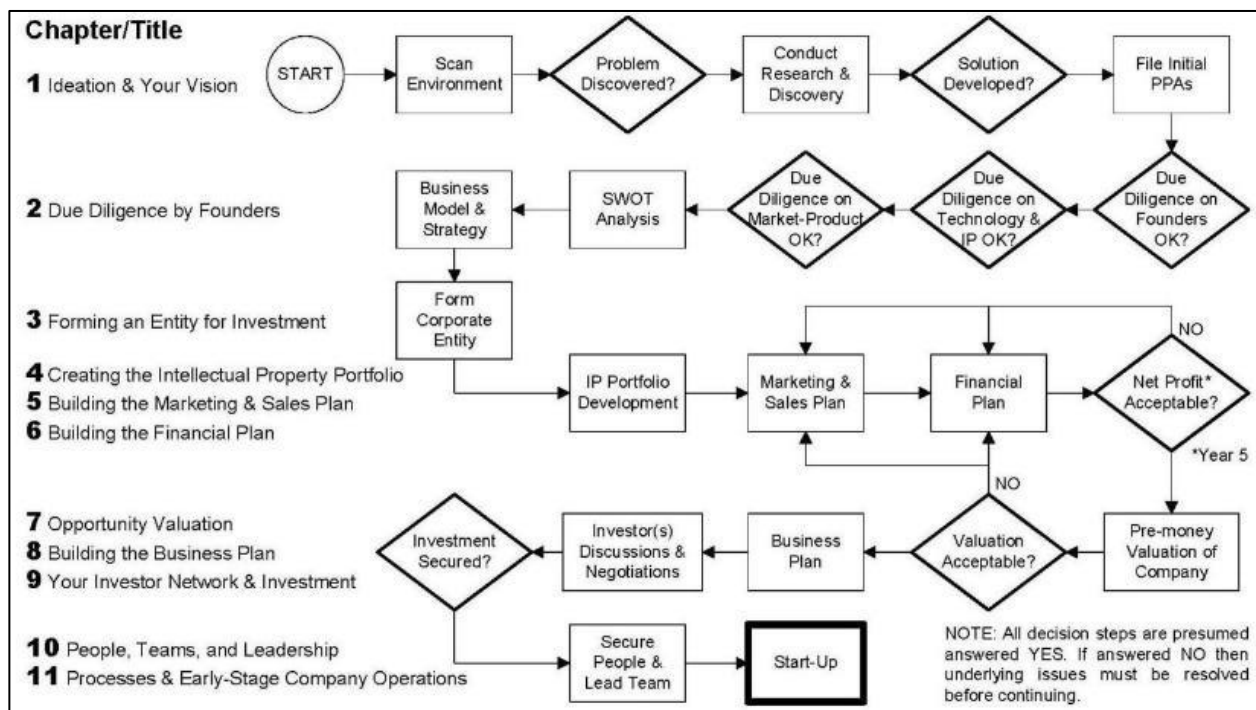 Chapter/Title
1 Ideation & Your Vision
START
Scan
Environment
Problem
Discovered?
Conduct
Research &
Discovery
Solution
Developed?
File Initial
PPAs
2 Due Diligence by Founders
Business
Model &
Strategy
SWOT
Analysis
Due
Diligence on
Market-Product
OK?
Due
Diligence on
Technology &
IP OK?
Due
Diligence on
Founders
OK?
3 Forming an Entity for Investment
Form
Corporate
Entity
NO
4 Creating the Intellectual Property Portfolio
5 Building the Marketing & Sales Plan
6 Building the Financial Plan
IP Portfolio
Development
Marketing &
Sales Plan
Financial
Plan
Net Profit*
Acceptable?
*Year 5
NO
7 Opportunity Valuation
8 Building the Business Plan
9 Your Investor Network & Investment
Investment
Secured?
Investor(s)
Discussions &
Negotiations
Business
Plan
Valuation
Acceptable?
Pre-money
Valuation of
Company
10 People, Teams, and Leadership
11 Processes & Early-Stage Company Operations
Secure
People &
Lead Team
Start-Up
NOTE: All decision steps are presumed
answered YES. If answered NO then
underlying issues must be resolved
before continuing.